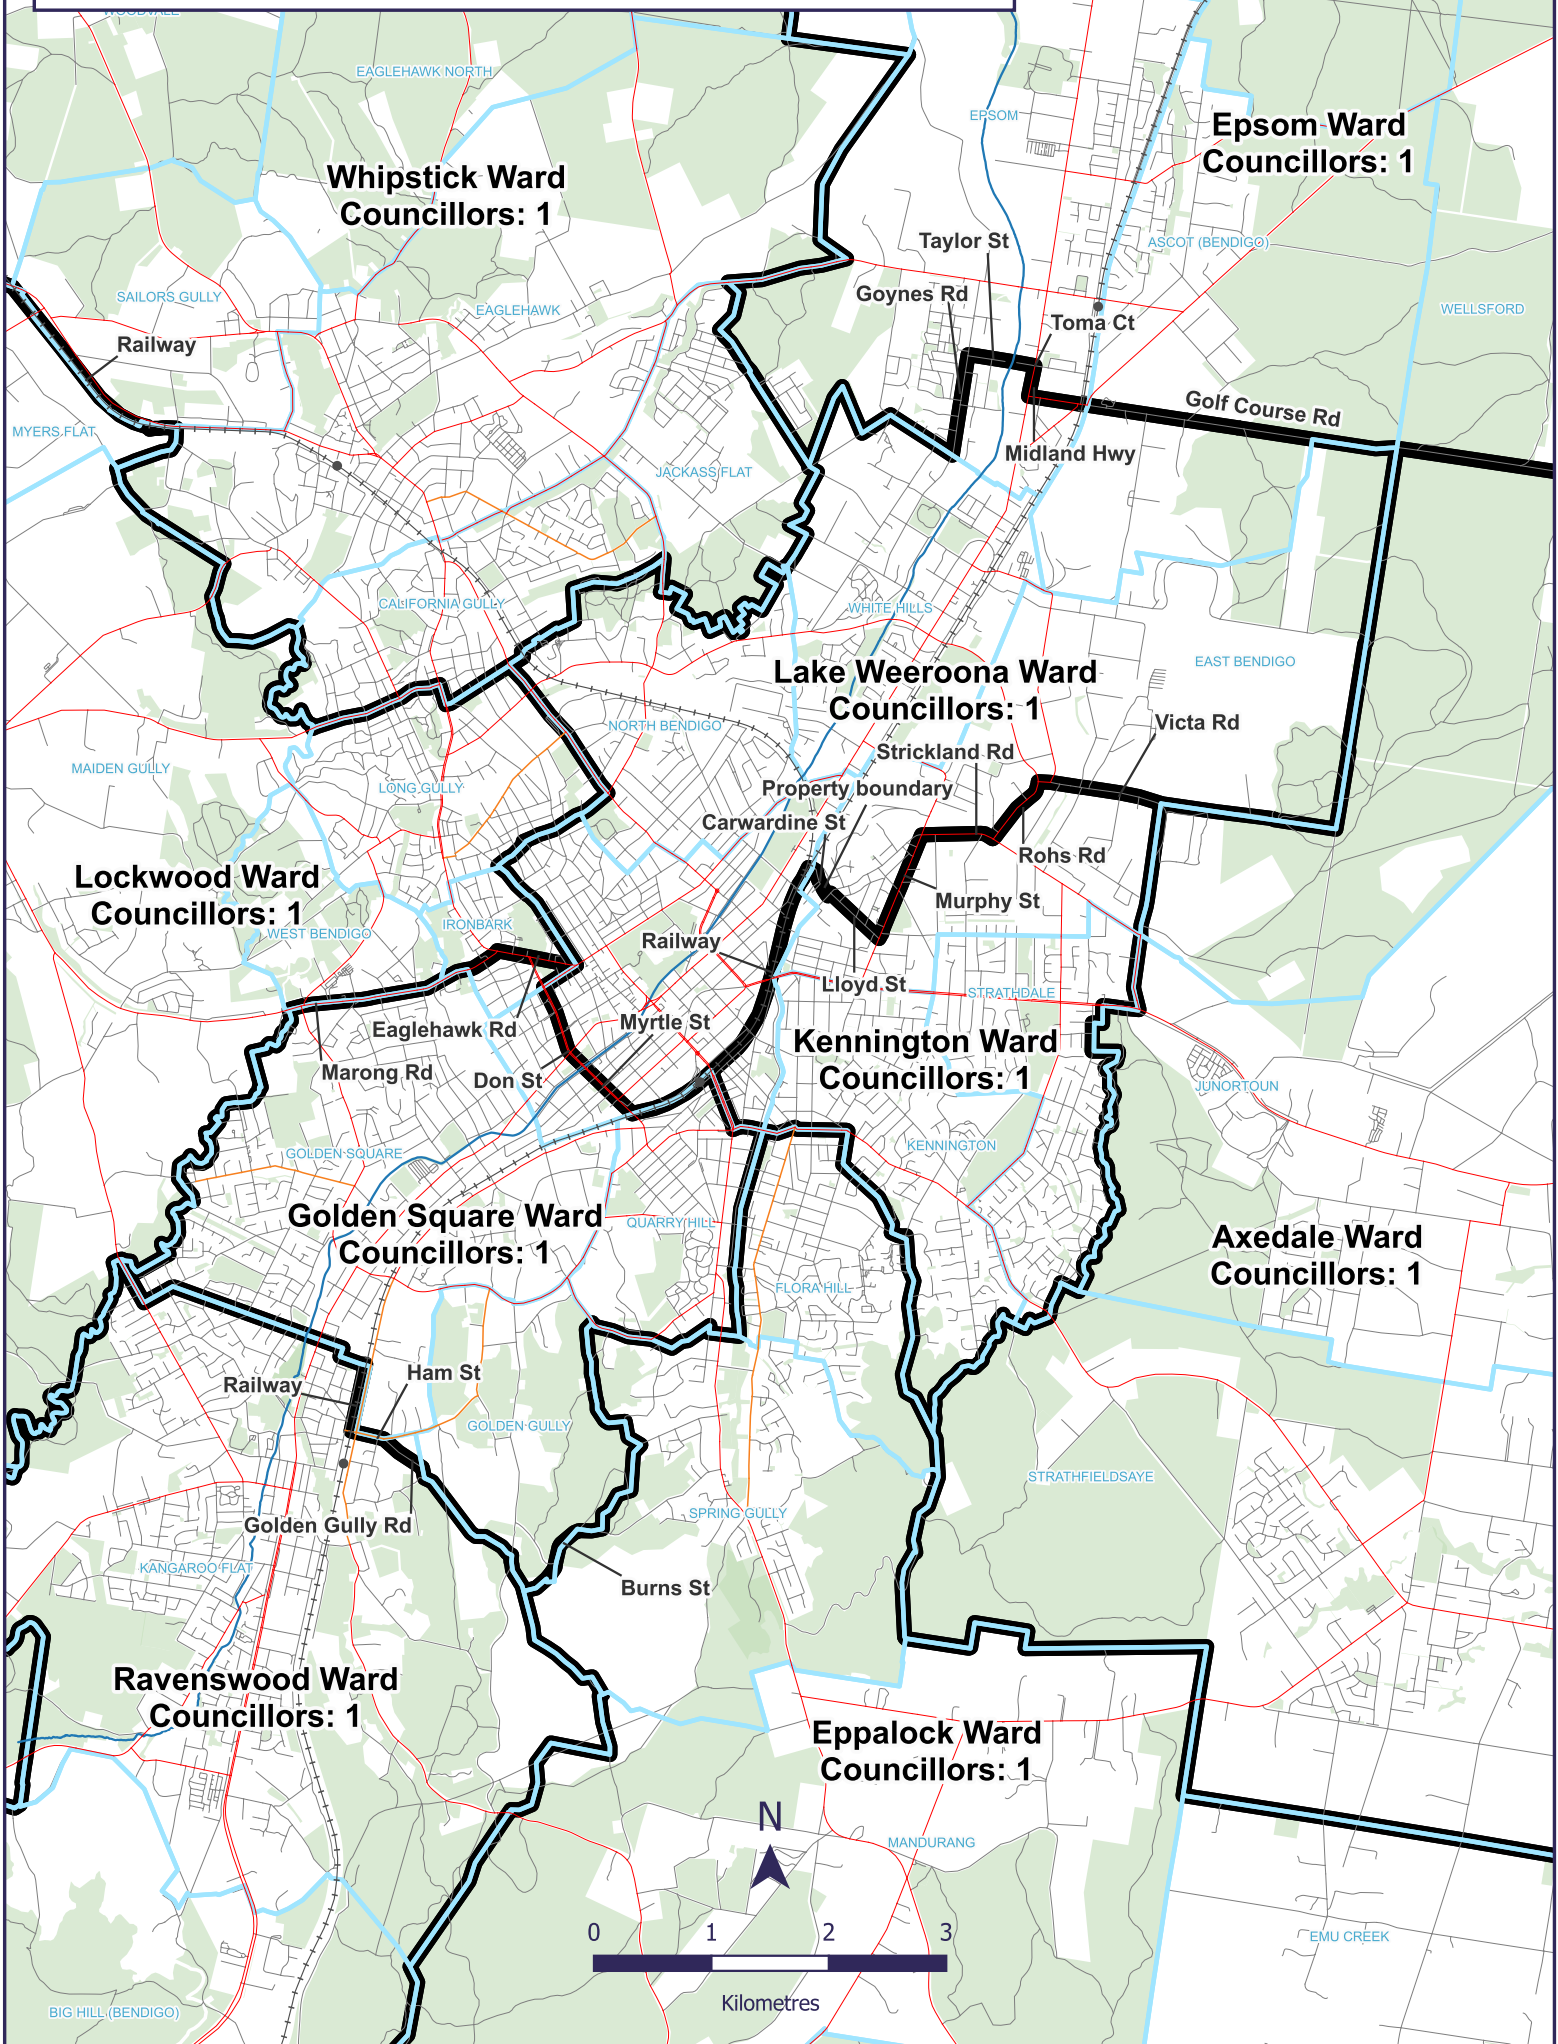 WOODVALE
EAGLEHAWK NORTH
EPSOM
Epsom Ward
Councillors: 1
Whipstick Ward
Councillors: 1
Taylor St
ASCOT (BENDIGO)
Goynes Rd
SAILORS GULLY
EAGLEHAWK
WELLSFORD
Toma Ct
Railway
Golf Course Rd
MYERS FLAT
Midland Hwy
JACKASS FLAT
CALIFORNIA GULLY
WHITE HILLS
EAST BENDIGO
Lake Weeroona Ward
Councillors: 1
NORTH BENDIGO
Victa Rd
Strickland Rd
MAIDEN GULLY
LONG GULLY
Property boundary
Carwardine St
Rohs Rd
Lockwood Ward
Councillors: 1
Murphy St
IRONBARK
WEST BENDIGO
Railway
Lloyd St
STRATHDALE
Eaglehawk Rd
Myrtle St
Kennington Ward
Councillors: 1
Marong Rd
Don St
JUNORTOUN
GOLDEN SQUARE
KENNINGTON
Golden Square Ward
Councillors: 1
QUARRY HILL
Axedale Ward
Councillors: 1
FLORA HILL
Ham St
Railway
GOLDEN GULLY
STRATHFIELDSAYE
SPRING GULLY
Golden Gully Rd
KANGAROO FLAT
Burns St
Ravenswood Ward
Councillors: 1
Eppalock Ward
Councillors: 1
N
MANDURANG
0 1 2 3
Kilometres
EMU CREEK
BIG HILL (BENDIGO)